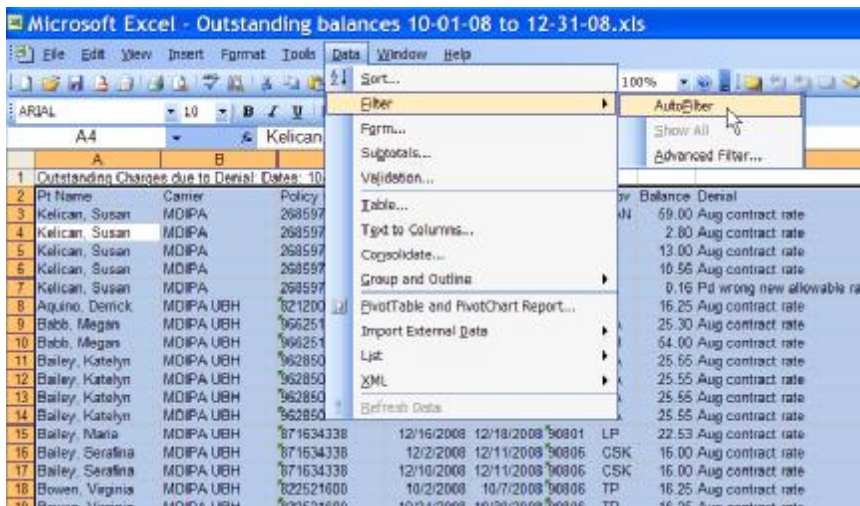 Microsoft Excel - Outstanding balances 10-01-08 to 12-31-08.xls
File Edit View Insert Format Tools Data Window Help
Sort...
100%
ARIAL 10 B I U
Filter
AutoFilter
Form...
Show All
A4 Kelican,
Subtotals...
Advanced Filter...
A B
Validation...
1 Outstanding Charges due to Denial Dates: 10
2 Pt Name Carrier Policy Balance Denial
Table...
3 Kelican, Susan MDIPA 268597 59.00 Aug contract rate
4 Kelican, Susan MDIPA 268597 2.80 Aug contract rate
Text to Columns...
5 Kelican, Susan MDIPA 268597 13.00 Aug contract rate
Consolidate...
6 Kelican, Susan MDIPA 268597 10.56 Aug contract rate
Group and Outline
7 Kelican, Susan MDIPA 268597 0.16 Pd wrong new allowable ra
8 Aquino, Derrick MDIPA UBH 821200 16.25 Aug contract rate
PivotTable and PivotChart Report...
9 Babb, Megan MDIPA UBH 966251 25.30 Aug contract rate
Import External Data
10 Babb, Megan MDIPA UBH 966251 54.00 Aug contract rate
List
11 Bailey, Katelyn MDIPA UBH 962850 25.55 Aug contract rate
12 Bailey, Katelyn MDIPA UBH 962850 25.55 Aug contract rate
XML
13 Bailey, Katelyn MDIPA UBH 962850 25.55 Aug contract rate
Refresh Data
14 Bailey, Katelyn MDIPA UBH 962850 25.55 Aug contract rate
15 Bailey, Maria MDIPA UBH 871634338 12/16/2008 12/18/2008 90801 LP 22.53 Aug contract rate
16 Bailey, Serafina MDIPA UBH 871634338 12/2/2008 12/11/2008 90806 CSK 16.00 Aug contract rate
17 Bailey, Serafina MDIPA UBH 871634338 12/10/2008 12/11/2008 90806 CSK 16.00 Aug contract rate
18 Bowen, Virginia MDIPA UBH 822521600 10/2/2008 10/7/2008 90806 TP 16.25 Aug contract rate